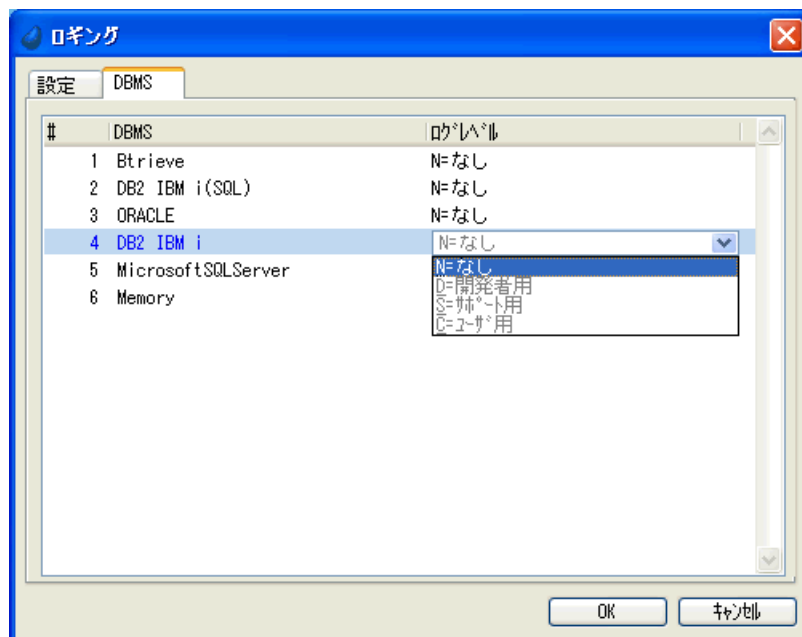 ロギング
設定 DBMS
# DBMS ﾛｸﾞﾚﾍﾞﾙ
1 Btrieve N=なし
2 DB2 IBM i(SQL) N=なし
3 ORACLE N=なし
4 DB2 IBM i N=なし
N=なし
5 MicrosoftSQLServer D=開発者用
6 Memory S=ｻﾎﾟｰﾄ用
C=ﾕｰｻﾞ用
OK ｷｬﾝｾﾙ